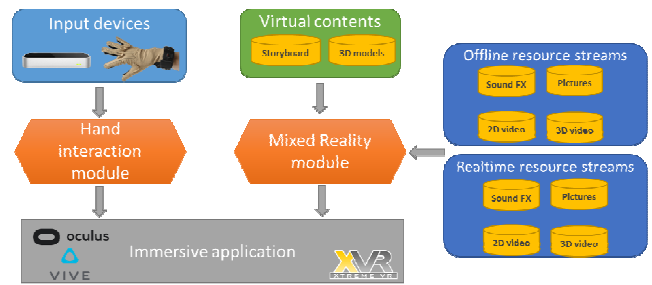 Input devices
Virtual contents
Storyboard
3D models
Offline resource streams
Sound FX
Pictures
2D video
3D video
Hand
interaction
module
Mixed Reality
module
Realtime resource streams
Sound FX
Pictures
2D video
3D video
oculus
VIVE
Immersive application
XVR
XTREME VR